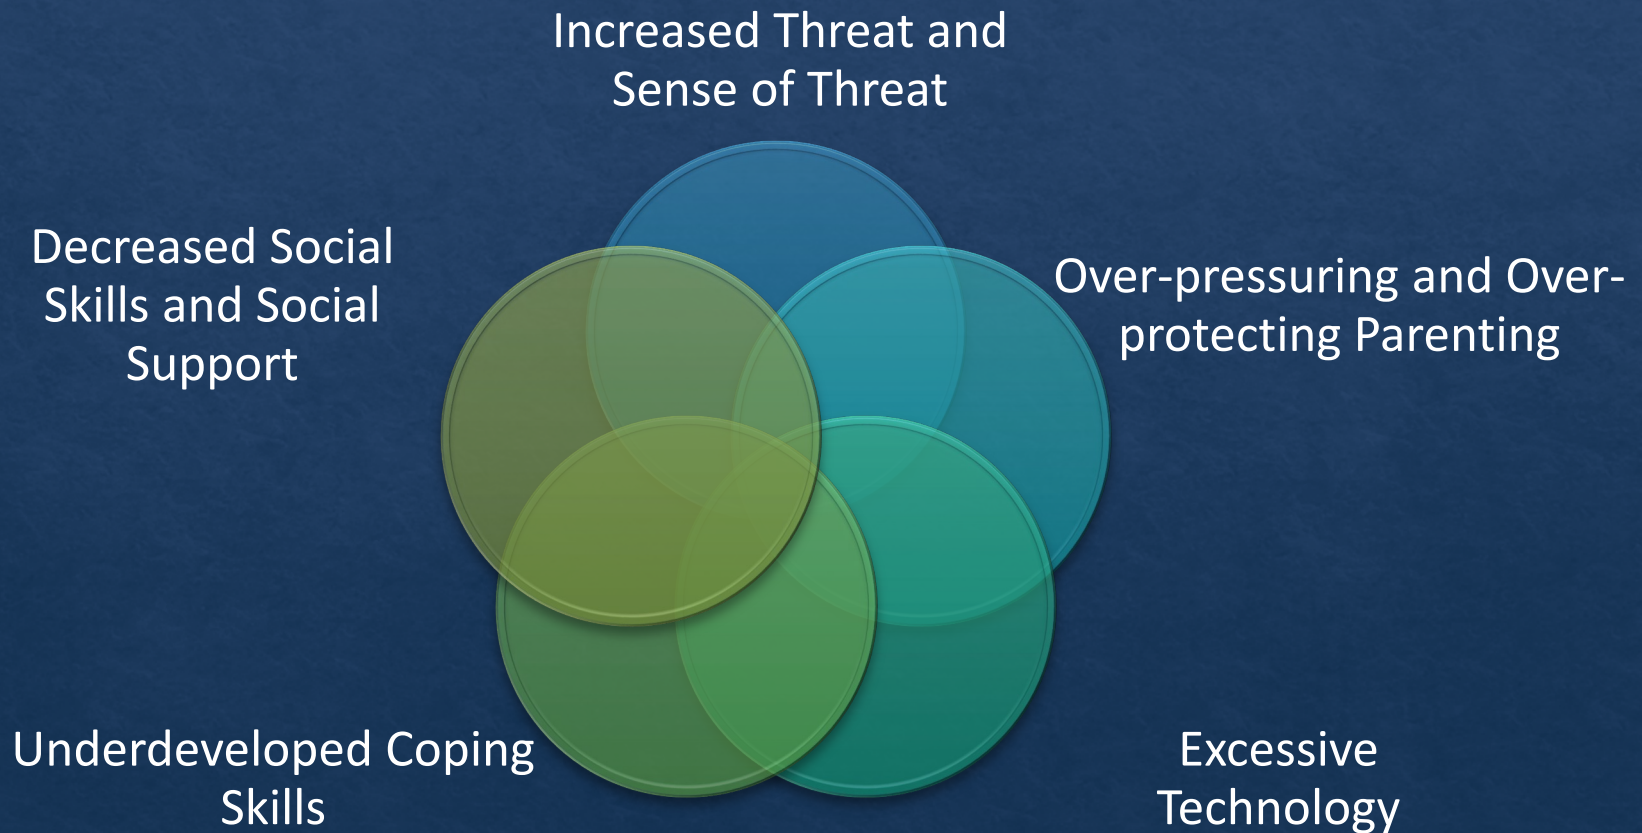 Increased Threat and
Sense of Threat
Decreased Social
Skills and Social
Support
Over-pressuring and Over-
protecting Parenting
Underdeveloped Coping
Skills
Excessive
Technology